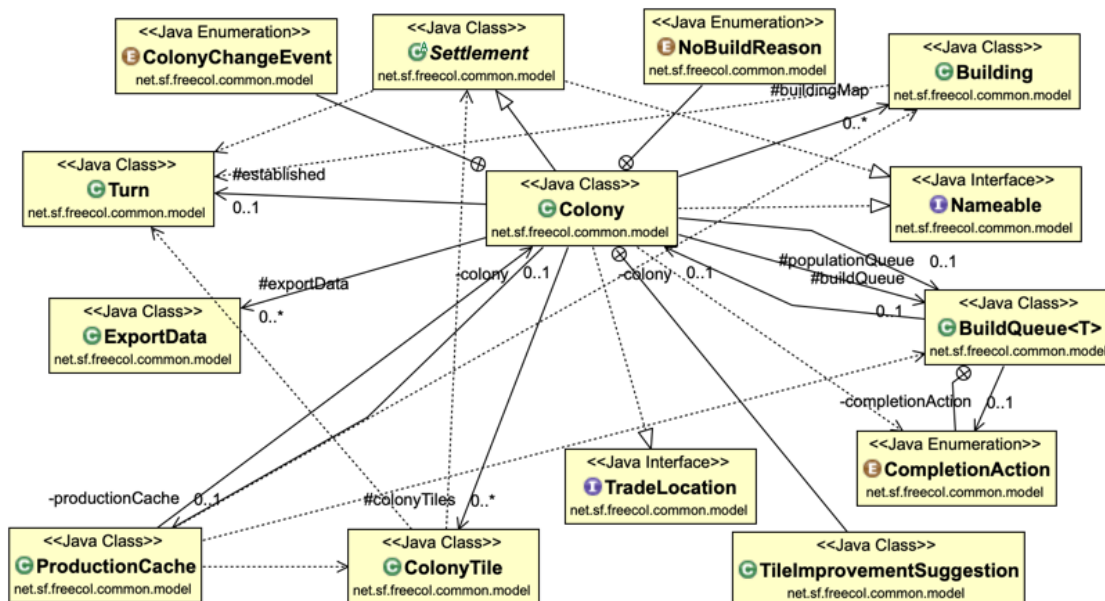 <<Java Enumeration>>
E ColonyChangeEvent
net.sf.freecol.common.model
<<Java Class>>
C A Settlement
net.sf.freecol.common.model
<<Java Enumeration>>
E NoBuildReason
net.sf.freecol.common.model
<<Java Class>>
C Building
net.sf.freecol.common.model
#buildingMap
0..*
<<Java Class>>
C Turn
net.sf.freecol.common.model
#established
0..1
<<Java Class>>
C Colony
net.sf.freecol.common.model
<<Java Interface>>
I Nameable
net.sf.freecol.common.model
#exportData
0..*
-colony
0..1
-colony
0..1
#populationQueue
0..1
#buildQueue
0..1
<<Java Class>>
C ExportData
net.sf.freecol.common.model
<<Java Class>>
C BuildQueue<T>
net.sf.freecol.common.model
-completionAction
0..1
<<Java Interface>>
I TradeLocation
net.sf.freecol.common.model
<<Java Enumeration>>
E CompletionAction
net.sf.freecol.common.model
-productionCache
0..1
#colonyTiles
0..*
<<Java Class>>
C ProductionCache
net.sf.freecol.common.model
<<Java Class>>
C ColonyTile
net.sf.freecol.common.model
<<Java Class>>
C TileImprovementSuggestion
net.sf.freecol.common.model